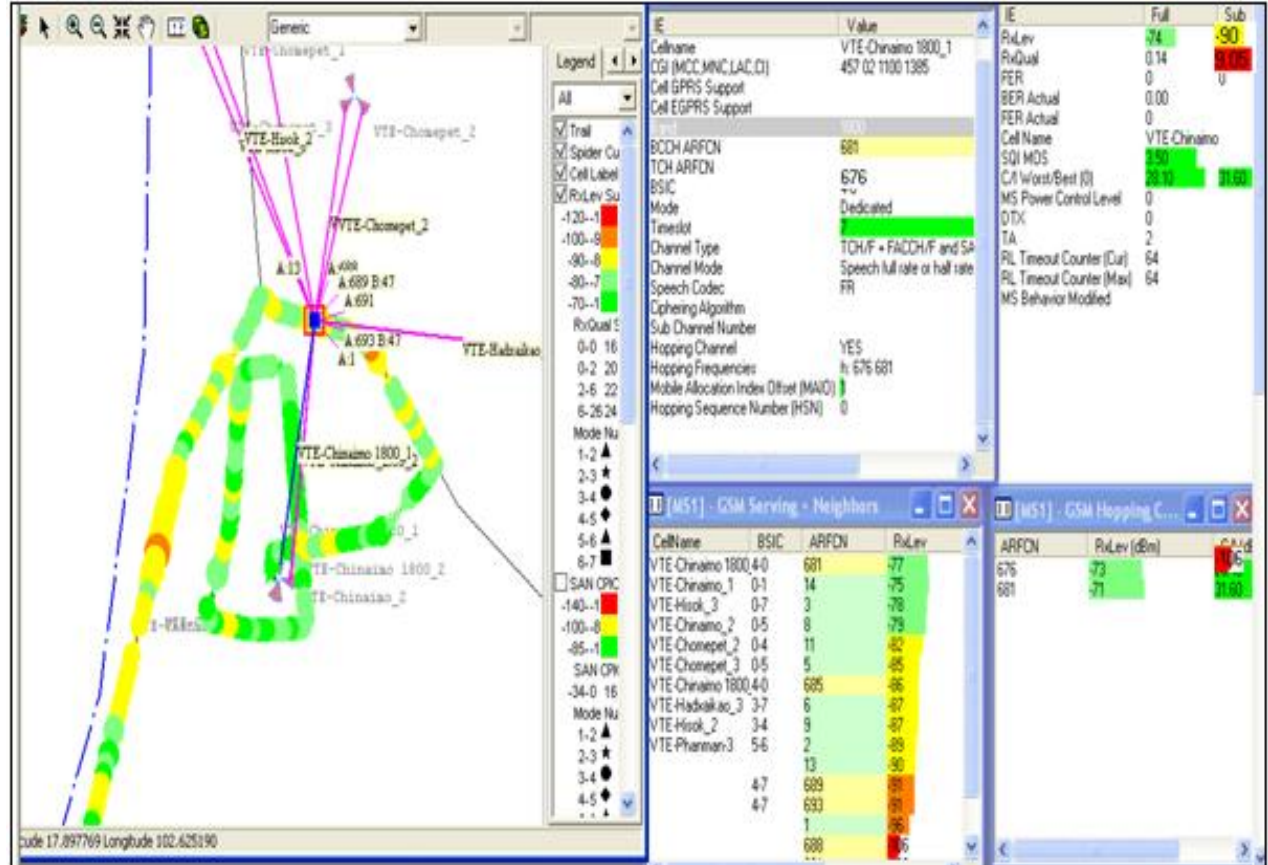 Generic
Legend
All
Trail
Spider Cu
Cell Label
RxLev Su
-120--1
-100--9
-90--8
-80--7
-70--1
RxQual S
0-0 16
0-2 20
2-6 22
6-26 24
Mode Nu
1-2
2-3
3-4
4-5
5-6
6-7
SAN CPIC
-140--1
-100--8
-85--1
SAN CPI
-34-0 16
Mode Nu
1-2
2-3
3-4
4-5
VTE-Chomepet_1
VTE-Hisok_2
VTE-Chomepet_2
VTE-Chomepet_2
A:13
A:688
A:689 B:47
A:691
A:693 B:47
A:1
VTE-Hadxaikao
VTE-Chinaimo 1800_1
VTE-Chinaimo 1800_2
VTE-Chinaimo_2
ude 17.897769 Longitude 102.625190
IE Value
Cellname VTE-Chinaimo 1800_1
CGI (MCC,MNC,LAC,CI) 457 02 1100 1385
Cell GPRS Support
Cell EGPRS Support
BCCH ARFCN 681
TCH ARFCN 676
BSIC
Mode Dedicated
Timeslot 7
Channel Type TCH/F + FACCH/F and SA
Channel Mode Speech full rate or half rate
Speech Codec FR
Ciphering Algorithm
Sub Channel Number
Hopping Channel YES
Hopping Frequencies h: 676 681
Mobile Allocation Index Offset (MAIO) 1
Hopping Sequence Number (HSN) 0
IE Full Sub
RxLev -74 -90
RxQual 0.14 9.05
FER 0 0
BER Actual 0.00
FER Actual 0
Cell Name VTE-Chinaimo
SQI MOS 3.50
C/I Worst/Best (0) 28.10 31.60
MS Power Control Level 0
DTX 0
TA 2
RL Timeout Counter (Cur) 64
RL Timeout Counter (Max) 64
MS Behavior Modified
[MS1] - GSM Serving + Neighbors
CellName BSIC ARFCN RxLev
VTE-Chinaimo 1800 4-0 681 -77
VTE-Chinaimo_1 0-1 14 -75
VTE-Hisok_3 0-7 3 -78
VTE-Chinaimo_2 0-5 8 -79
VTE-Chomepet_2 0-4 11 -82
VTE-Chomepet_3 0-5 5 -85
VTE-Chinaimo 1800 4-0 685 -86
VTE-Hadxaikao_3 3-7 6 -87
VTE-Hisok_2 3-4 9 -87
VTE-Phanman-3 5-6 2 -89
13 -90
4-7 689 -91
4-7 693 -91
1 -96
688 106
[MS1] - GSM Hopping C...
ARFCN RxLev (dBm)
676 -73 106
681 -71 31.60